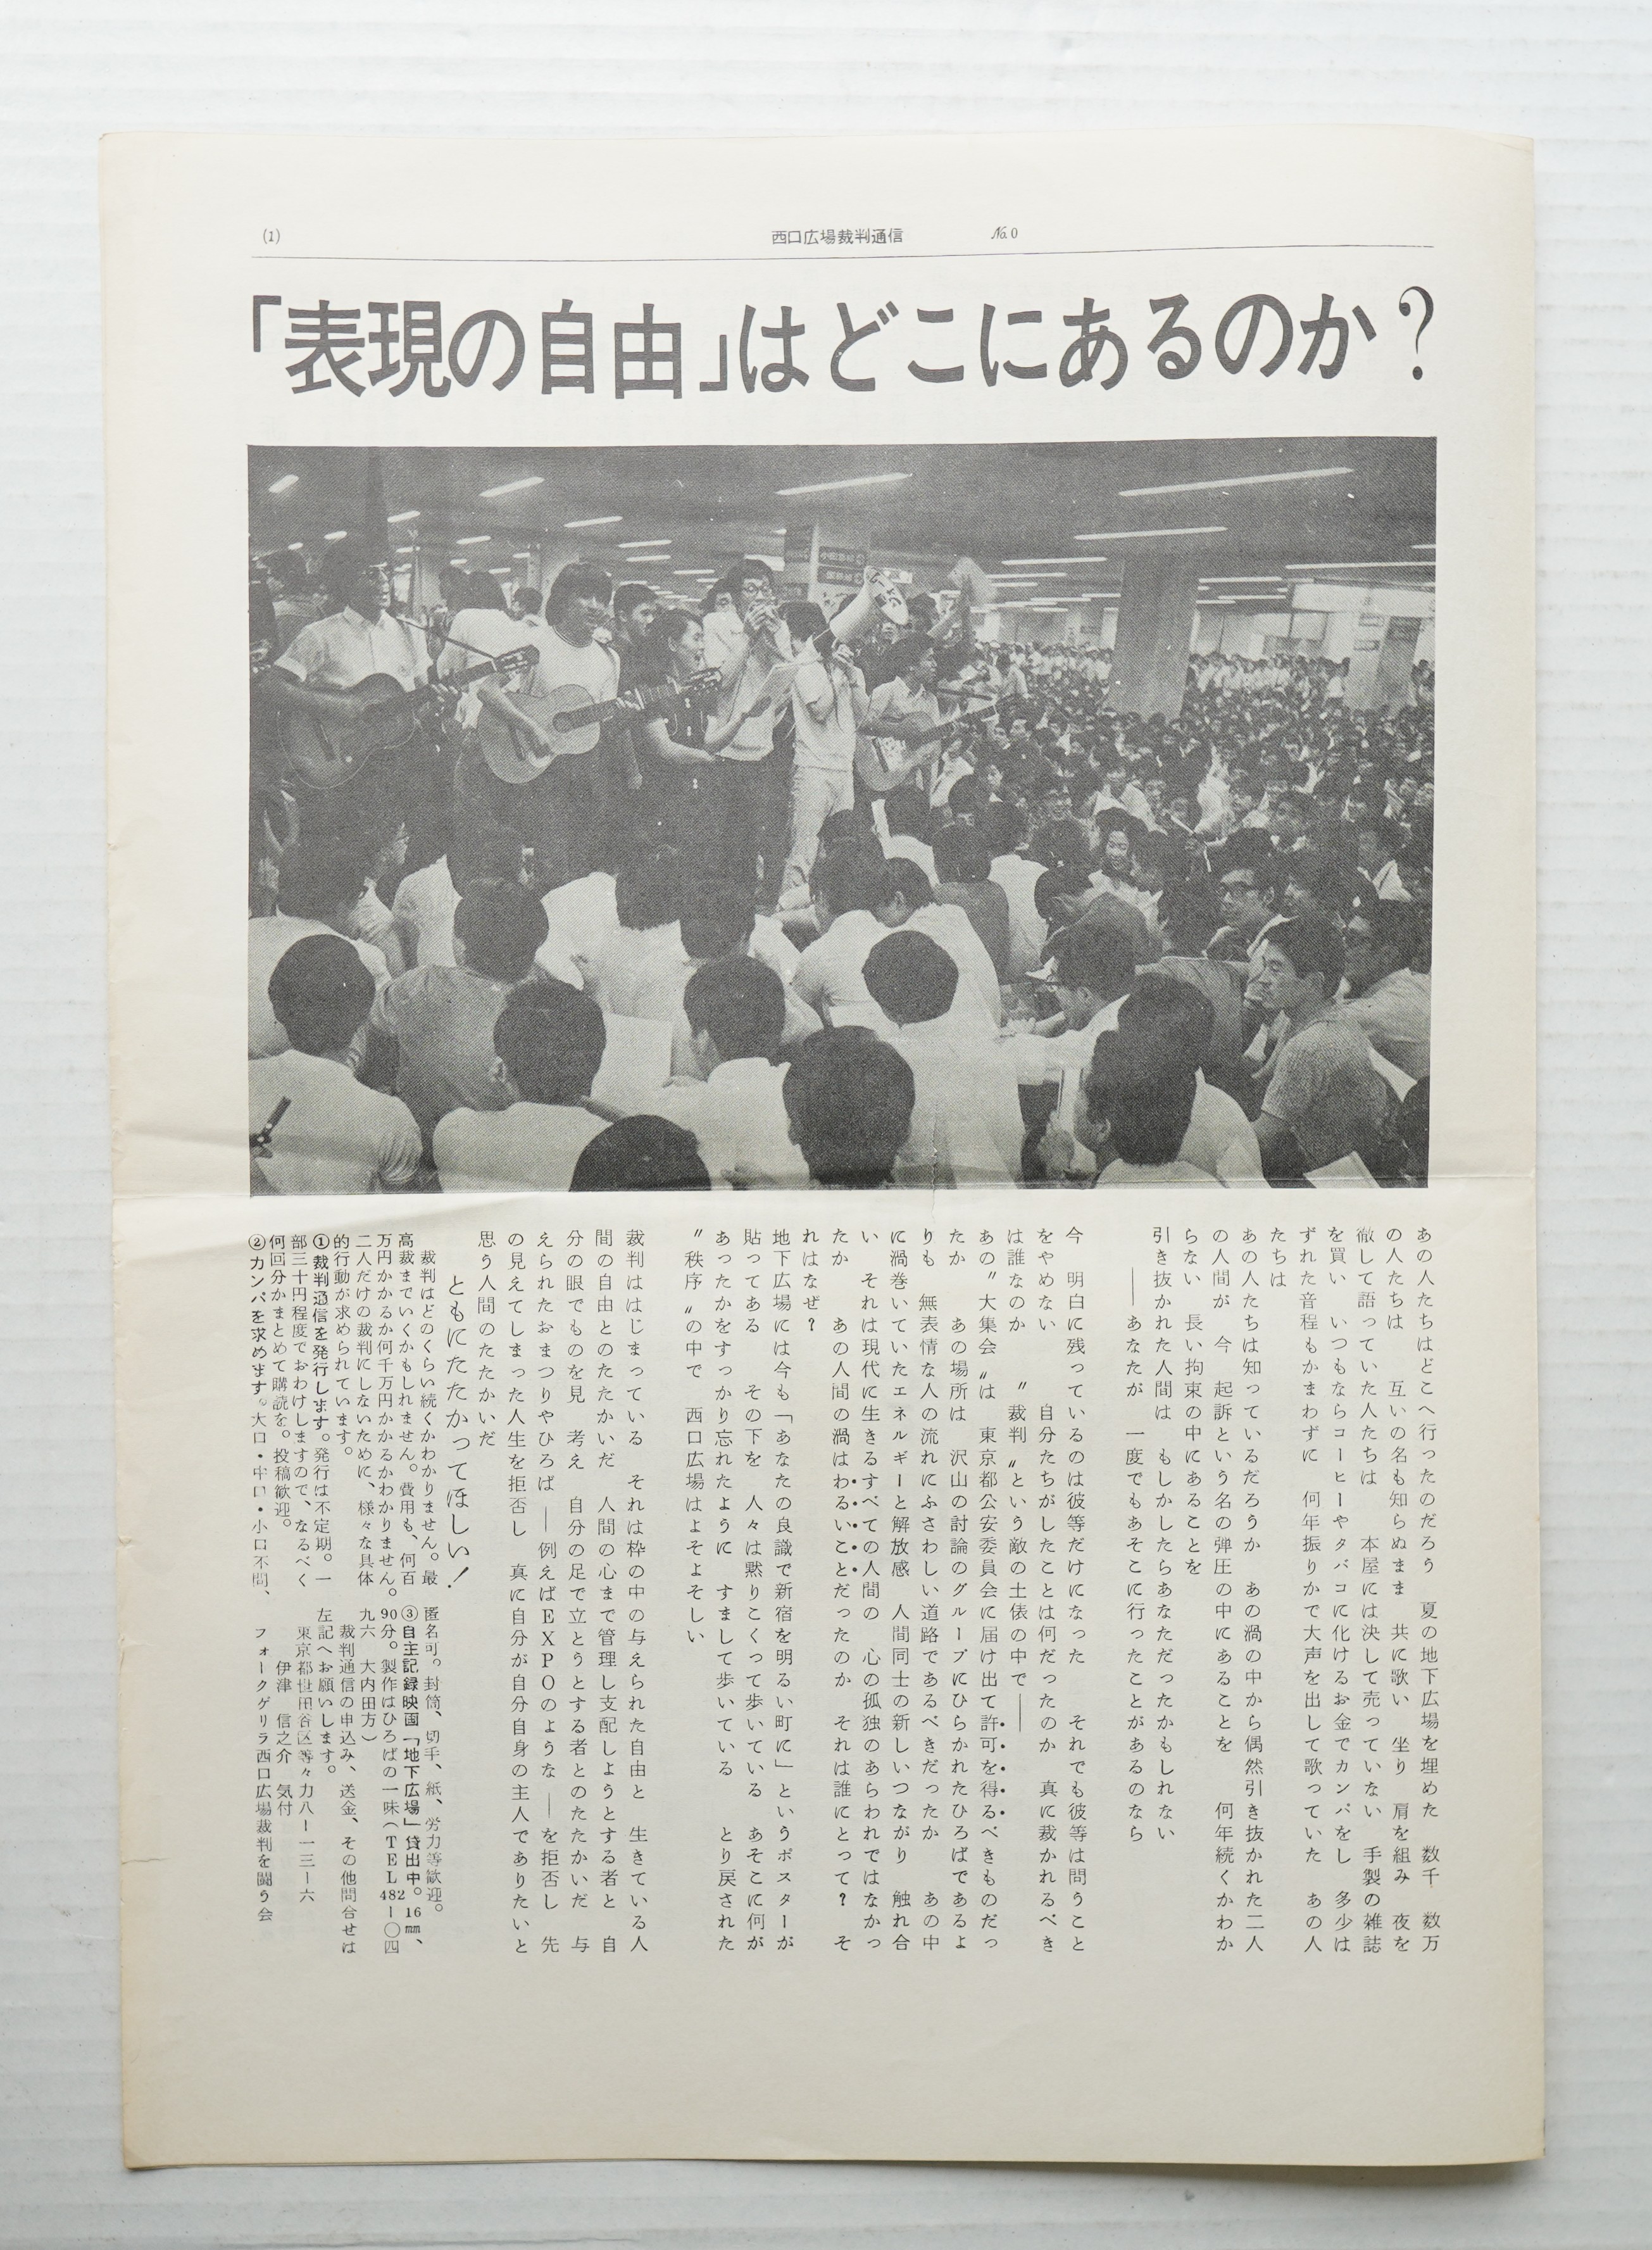 (1)
西口広場裁判通信
No.0
「表現の自由」はどこにあるのか?
あの人たちはどこへ行ったのだろう 夏の地下広場を埋めた 数千 数万
の人たちは 互いの名も知らぬまま 共に歌い 坐り 肩を組み 夜を
徹して語っていた人たちは 本屋には決して売っていない 手製の雑誌
を買い いつもならコーヒーやタバコに化けるお金でカンパをし 多少は
ずれた音程もかまわずに 何年振りかで大声を出して歌っていた あの人
たちは
あの人たちは知っているだろうか あの渦の中から偶然引き抜かれた二人
の人間が 今 起訴という名の弾圧の中にあることを 何年続くかわか
らない 長い拘束の中にあることを
引き抜かれた人間は もしかしたらあなただったかもしれない
――あなたが 一度でもあそこに行ったことがあるのなら
今 明白に残っているのは彼等だけになった それでも彼等は問うこと
をやめない 自分たちがしたことは何だったのか 真に裁かれるべき
は誰なのか 〝裁判〟という敵の土俵の中で――
あの〝大集会〟は 東京都公安委員会に届け出て許可を得るべきものだっ
たか あの場所は 沢山の討論のグループにひらかれたひろばであるよ
りも 無表情な人の流れにふさわしい道路であるべきだったか あの中
に渦巻いていたエネルギーと解放感 人間同士の新しいつながり 触れ合
い それは現代に生きるすべての人間の 心の孤独のあらわれではなかっ
たか あの人間の渦はわるいことだったのか それは誰にとって? そ
れはなぜ?
地下広場には今も「あなたの良識で新宿を明るい町に」というポスターが
貼ってある その下を 人々は黙りこくって歩いている あそこに何が
あったかをすっかり忘れたように すまして歩いている とり戻された
〝秩序〟の中で 西口広場はよそよそしい
裁判ははじまっている それは枠の中の与えられた自由と 生きている人
間の自由とのたたかいだ 人間の心まで管理し支配しようとする者と 自
分の眼でものを見 考え 自分の足で立とうとする者とのたたかいだ 与
えられたおまつりやひろば――例えばEXPOのような――を拒否し 先
の見えてしまった人生を拒否し 真に自分が自分自身の主人でありたいと
思う人間のたたかいだ
ともにたたかってほしい!
裁判はどのくらい続くかわかりません。最
高裁までいくかもしれません。費用も、何百
万円かかるか何千万円かかるかわかりません。
二人だけの裁判にしないために、様々な具体
的行動が求められています。
①裁判通信を発行します。発行は不定期。一
部三十円程度でおわけしますので、なるべく
何回分かまとめて購読を。投稿歓迎。
②カンパを求めます。大口・中口・小口不問、
匿名可。封筒、切手、紙、労力等歓迎。
③自主記録映画「地下広場」貸出中。16㎜、
90分。製作はひろばの一味(TEL482―〇四
九六 大内田方)
裁判通信の申込み、送金、その他問合せは
左記へお願いします。
東京都世田谷区等々力八―一三―六
伊津 信之介 気付
フォークゲリラ西口広場裁判を闘う会